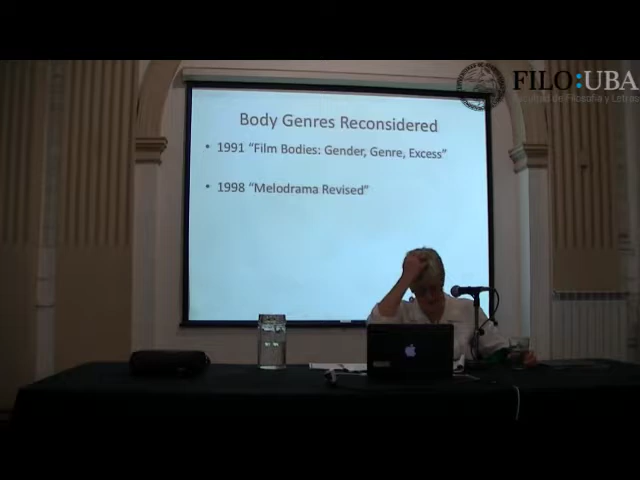 FILO:UBA
Facultad de Filosofía y Letras
Body Genres Reconsidered
• 1991 "Film Bodies: Gender, Genre, Excess"
• 1998 "Melodrama Revised"